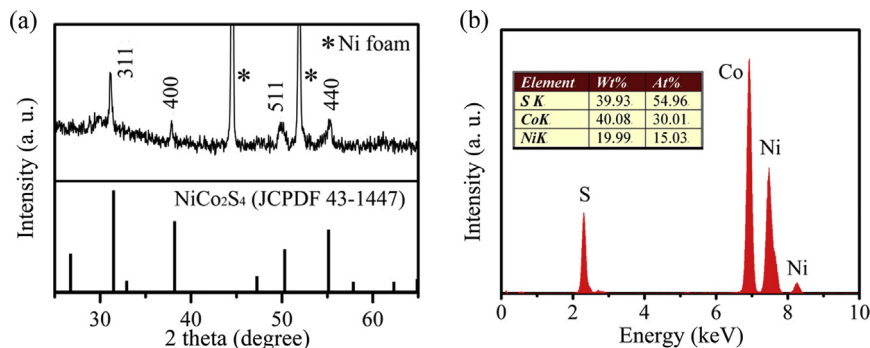 (a)
Intensity (a. u.)
*Ni foam
311
400
*
*
511
440
NiCo₂S₄ (JCPDF 43-1447)
30 40 50 60
2 theta (degree)
(b)
Intensity (a. u.)
Element Wt% At%
S K 39.93 54.96
CoK 40.08 30.01
NiK 19.99 15.03
S
Co
Ni
Ni
0 2 4 6 8 10
Energy (keV)